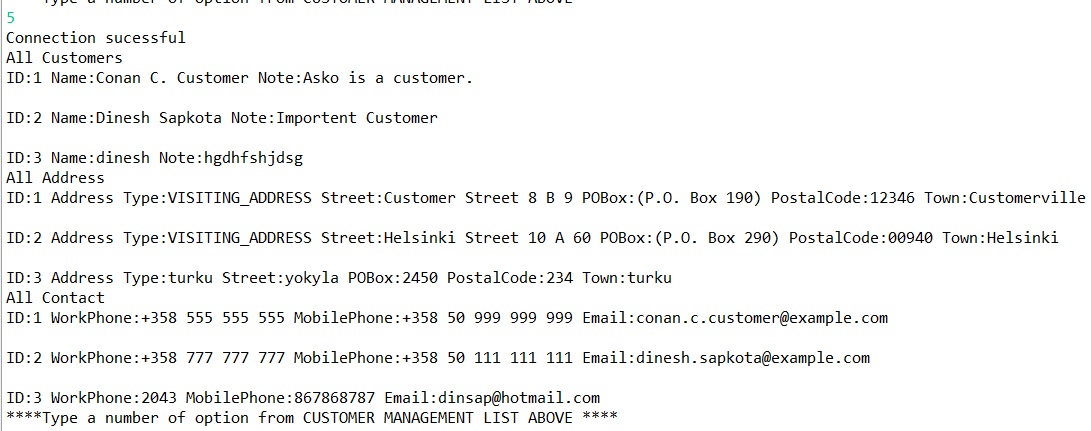 Type a number of option from CUSTOMER MANAGEMENT LIST ABOVE
5
Connection sucessful
All Customers
ID:1 Name:Conan C. Customer Note:Asko is a customer.
ID:2 Name:Dinesh Sapkota Note:Importent Customer
ID:3 Name:dinesh Note:hgdhfshjdsg
All Address
ID:1 Address Type:VISITING_ADDRESS Street:Customer Street 8 B 9 POBox:(P.O. Box 190) PostalCode:12346 Town:Customerville
ID:2 Address Type:VISITING_ADDRESS Street:Helsinki Street 10 A 60 POBox:(P.O. Box 290) PostalCode:00940 Town:Helsinki
ID:3 Address Type:turku Street:yokyla POBox:2450 PostalCode:234 Town:turku
All Contact
ID:1 WorkPhone:+358 555 555 555 MobilePhone:+358 50 999 999 999 Email:conan.c.customer@example.com
ID:2 WorkPhone:+358 777 777 777 MobilePhone:+358 50 111 111 111 Email:dinesh.sapkota@example.com
ID:3 WorkPhone:2043 MobilePhone:867868787 Email:dinsap@hotmail.com
****Type a number of option from CUSTOMER MANAGEMENT LIST ABOVE ****